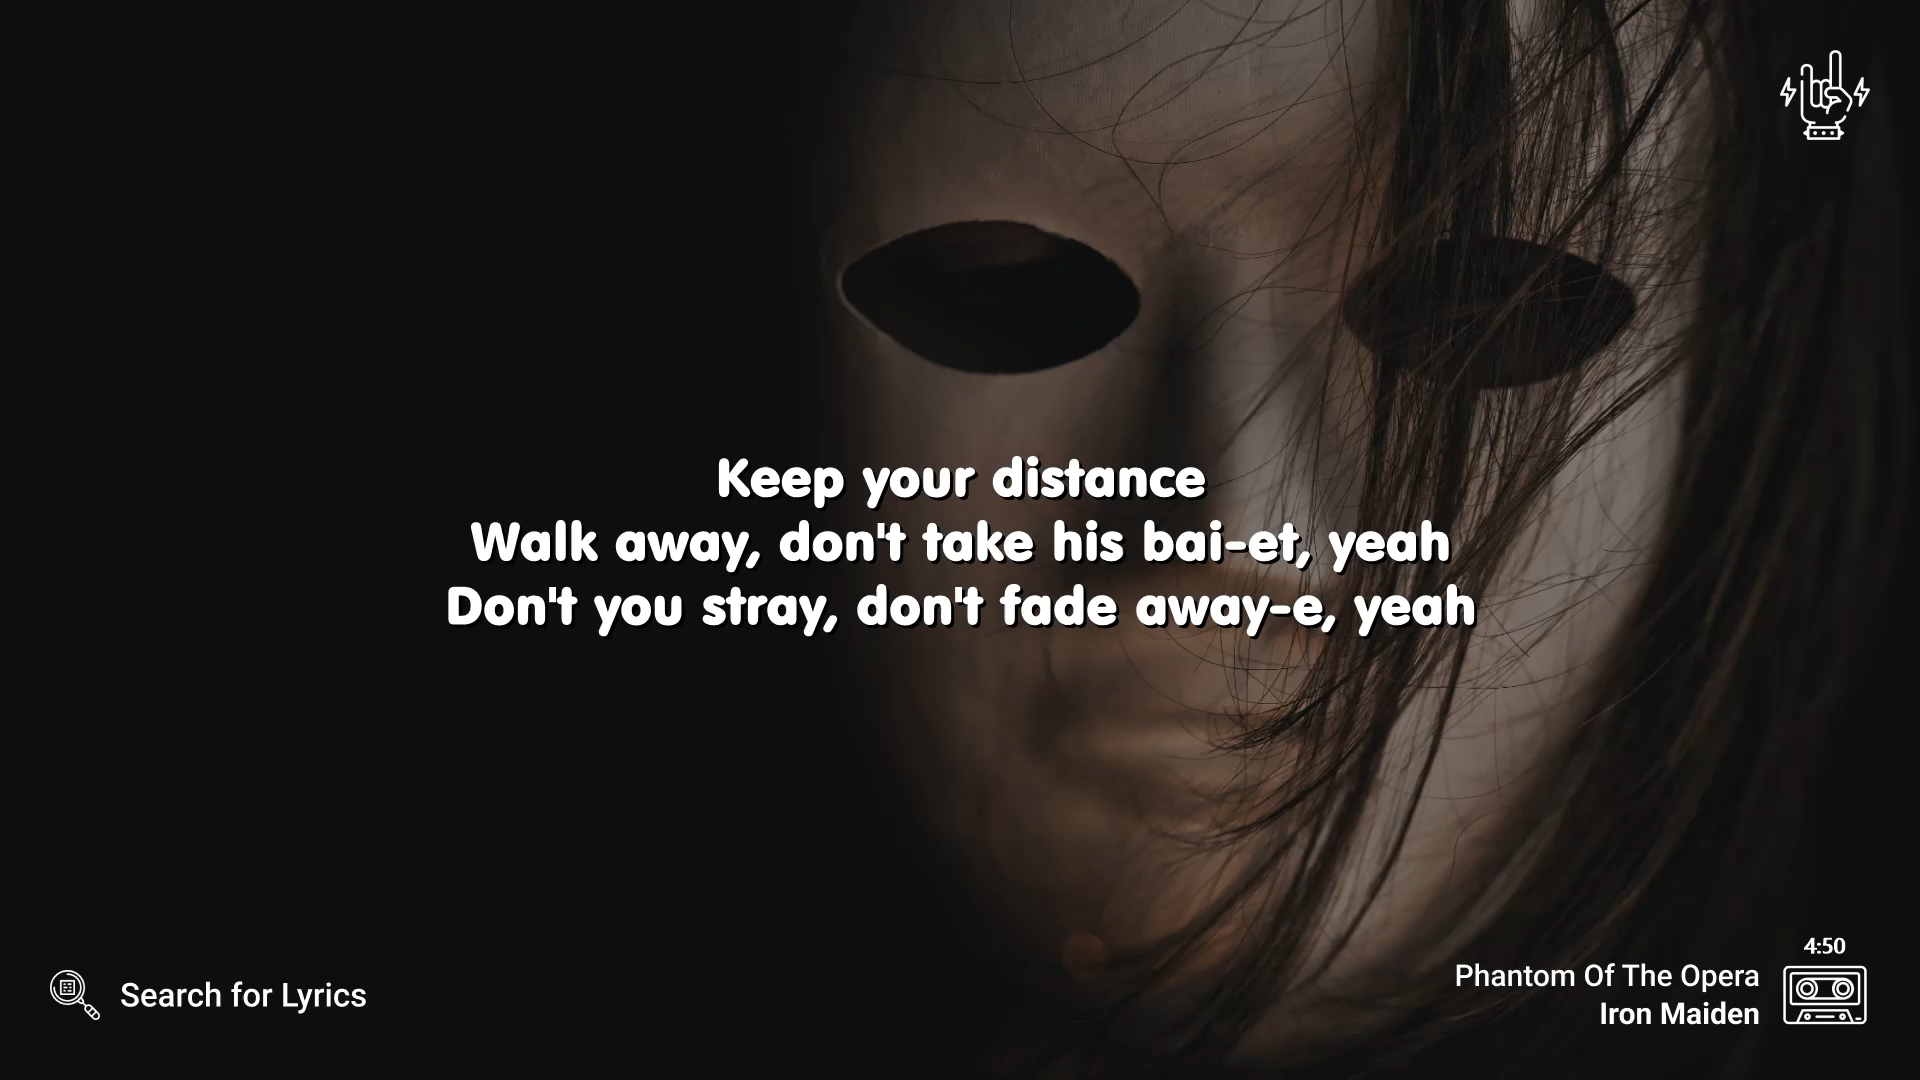 Keep your distance
Walk away, don't take his bai-et, yeah
Don't you stray, don't fade away-e, yeah
Search for Lyrics
4:50
Phantom Of The Opera
Iron Maiden